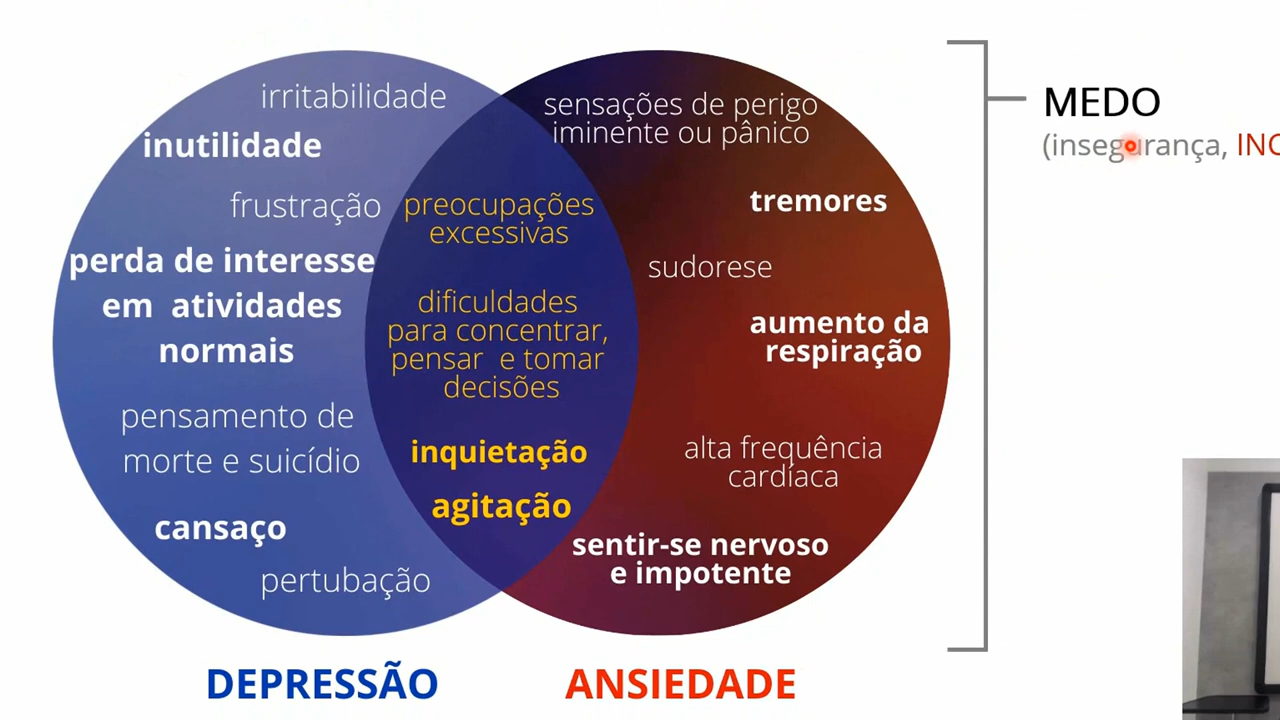 irritabilidade
inutilidade
frustração
perda de interesse
em atividades
normais
pensamento de
morte e suicídio
cansaço
pertubação
preocupações
excessivas
dificuldades
para concentrar,
pensar e tomar
decisões
inquietação
agitação
sensações de perigo
iminente ou pânico
tremores
sudorese
aumento da
respiração
alta frequência
cardíaca
sentir-se nervoso
e impotente
DEPRESSÃO
ANSIEDADE
MEDO
(insegurança,